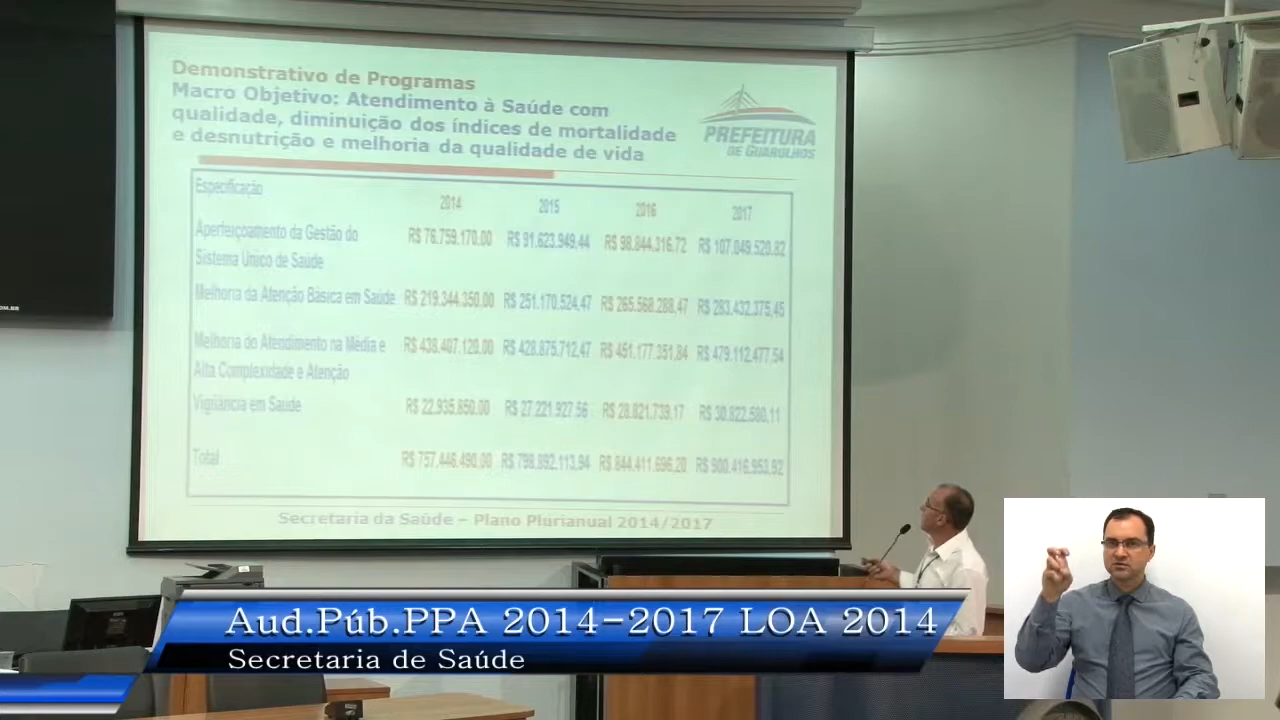 Demonstrativo de Programas
Macro Objetivo: Atendimento à Saúde com
qualidade, diminuição dos índices de mortalidade
e desnutrição e melhoria da qualidade de vida
PREFEITURA
DE GUARULHOS
Especificação
2014 2015 2016 2017
Aperfeiçoamento da Gestão do R$ 76.759.170,00 R$ 91.623.949,44 R$ 98.844.316,72 R$ 107.049.520,82
Sistema Único de Saúde
Melhoria da Atenção Básica em Saúde R$ 219.344.350,00 R$ 251.170.524,47 R$ 265.568.288,47 R$ 283.432.375,45
Melhoria do Atendimento na Média e R$ 438.407.120,00 R$ 428.875.712,47 R$ 451.177.351,84 R$ 479.112.477,54
Alta Complexidade e Atenção
Vigilância em Saúde R$ 22.935.850,00 R$ 27.221.927,56 R$ 28.821.739,17 R$ 30.822.580,11
Total R$ 757.446.490,00 R$ 798.892.113,94 R$ 844.411.696,20 R$ 900.416.953,92
Secretaria da Saúde – Plano Plurianual 2014/2017
Aud.Púb.PPA 2014-2017 LOA 2014
Secretaria de Saúde